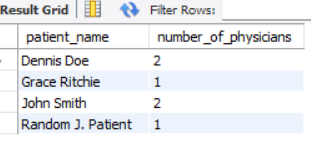 Result Grid Filter Rows:
patient_name number_of_physicians
Dennis Doe 2
Grace Ritchie 1
John Smith 2
Random J. Patient 1